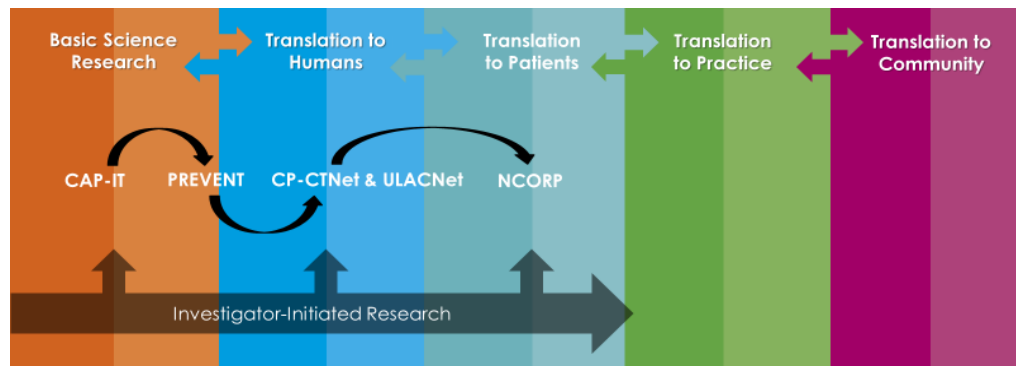 Basic Science
Research
Translation to
Humans
Translation
to Patients
Translation
to Practice
Translation to
Community
CAP-IT
PREVENT
CP-CTNet & ULACNet
NCORP
Investigator-Initiated Research